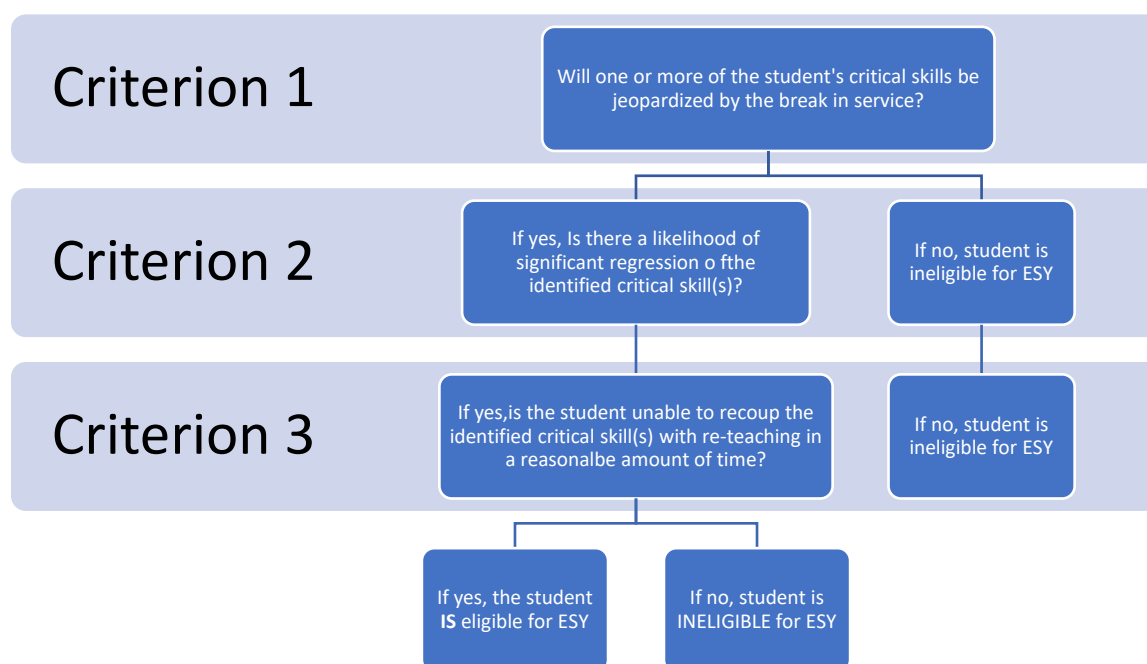 Criterion 1
Will one or more of the student's critical skills be
jeopardized by the break in service?
Criterion 2
If yes, Is there a likelihood of
significant regression o fthe
identified critical skill(s)?
If no, student is
ineligible for ESY
Criterion 3
If yes,is the student unable to recoup the
identified critical skill(s) with re-teaching in
a reasonalbe amount of time?
If no, student is
ineligible for ESY
If yes, the student
IS eligible for ESY
If no, student is
INELIGIBLE for ESY